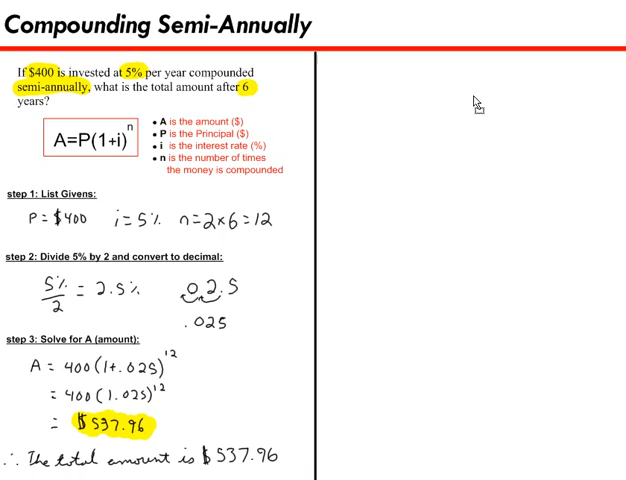 Compounding Semi-Annually
If $400 is invested at 5% per year compounded
semi-annually, what is the total amount after 6
years?
A=P(1+i)^n
• A is the amount ($)
• P is the Principal ($)
• i is the interest rate (%)
• n is the number of times
the money is compounded
step 1: List Givens:
P = $400 i = 5% n = 2 × 6 = 12
step 2: Divide 5% by 2 and convert to decimal:
5%/2 = 2.5% 02.5
.025
step 3: Solve for A (amount):
A = 400(1+.025)^12
= 400(1.025)^12
= $537.96
∴ The total amount is $537.96